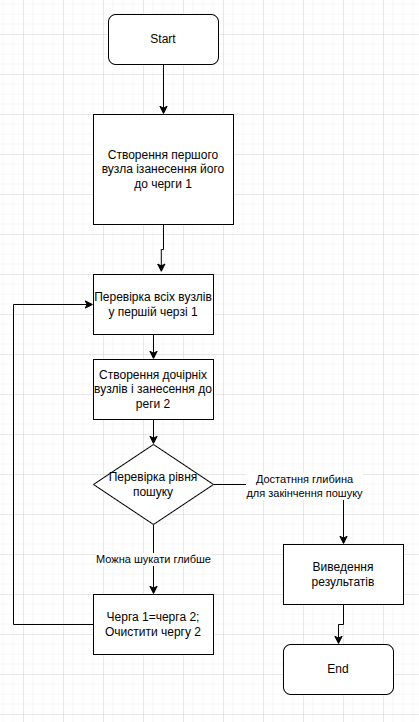 Start
Створення першого
вузла ізанесення його
до черги 1
Перевірка всіх вузлів
у першій черзі 1
Створення дочірніх
вузлів і занесення до
реги 2
Перевірка рівня
пошуку
Достатння глибина
для закінчення пошуку
Можна шукати глибше
Виведення
результатів
Черга 1=черга 2;
Очистити чергу 2
End